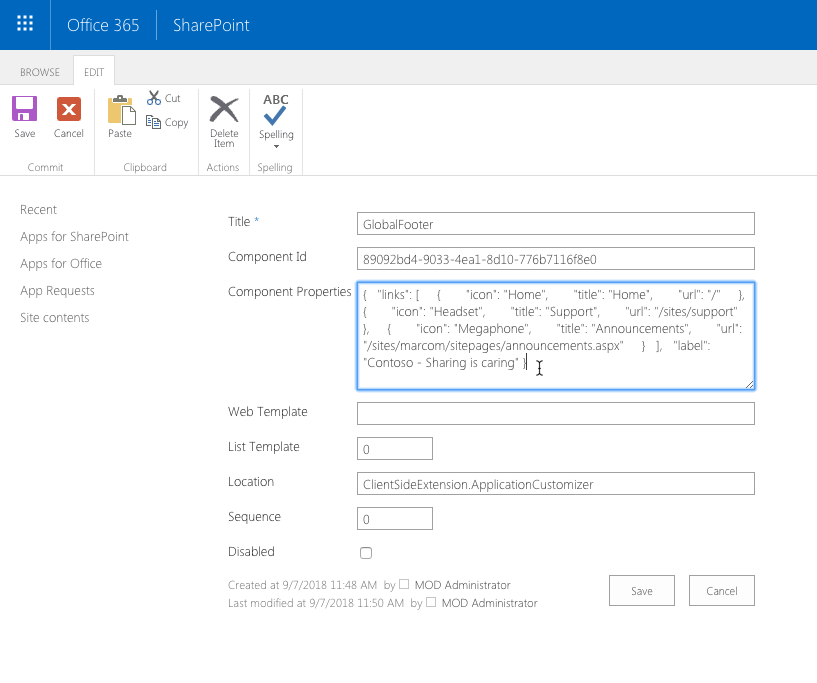 Office 365 SharePoint
BROWSE EDIT
Save Cancel Paste Cut Copy Delete Item ABC Spelling
Commit Clipboard Actions Spelling
Recent
Apps for SharePoint
Apps for Office
App Requests
Site contents
Title * GlobalFooter
Component Id 89092bd4-9033-4ea1-8d10-776b7116f8e0
Component Properties { "links": [ { "icon": "Home", "title": "Home", "url": "/" },
{ "icon": "Headset", "title": "Support", "url": "/sites/support"
}, { "icon": "Megaphone", "title": "Announcements", "url":
"/sites/marcom/sitepages/announcements.aspx" } ], "label":
"Contoso - Sharing is caring" }
Web Template
List Template 0
Location ClientSideExtension.ApplicationCustomizer
Sequence 0
Disabled
Created at 9/7/2018 11:48 AM by MOD Administrator
Last modified at 9/7/2018 11:50 AM by MOD Administrator
Save Cancel